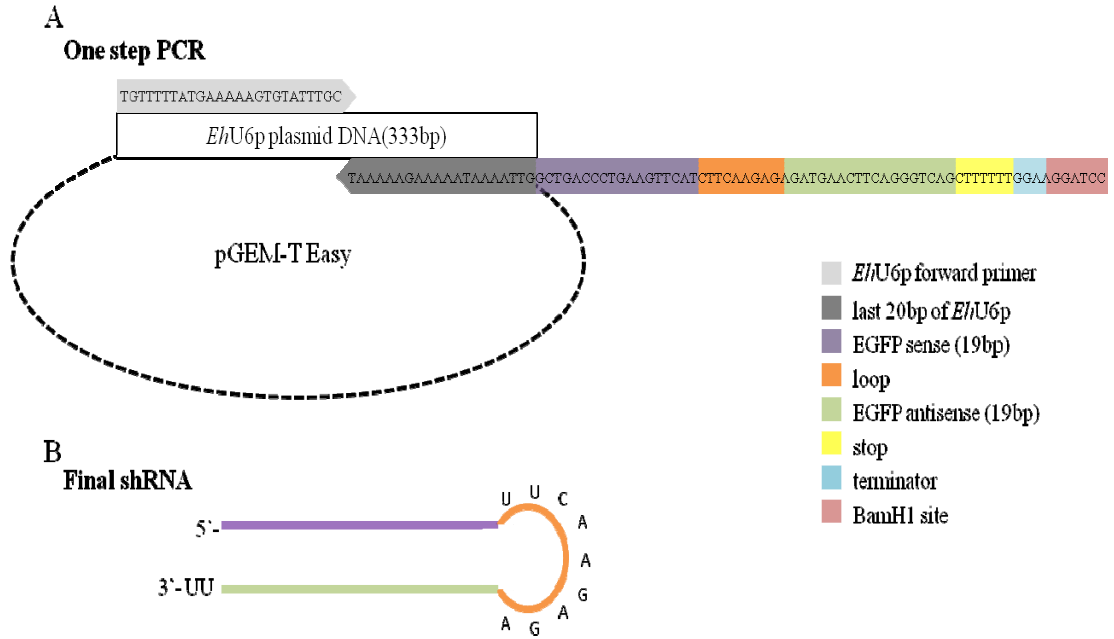 A
One step PCR
TGTTTTTATGAAAAAGTGTATTTGC
EhU6p plasmid DNA(333bp)
TAAAAAGAAAAATAAAATTGGCTGACCCTGAAGTTCATCTTCAAGAGAGATGAACTTCAGGGTCAGCTTTTTTGGAAGGATCC
pGEM-T Easy
EhU6p forward primer
last 20bp of EhU6p
EGFP sense (19bp)
loop
EGFP antisense (19bp)
stop
terminator
BamH1 site
B
Final shRNA
5`-
3`-UU
U U C A A G A G A